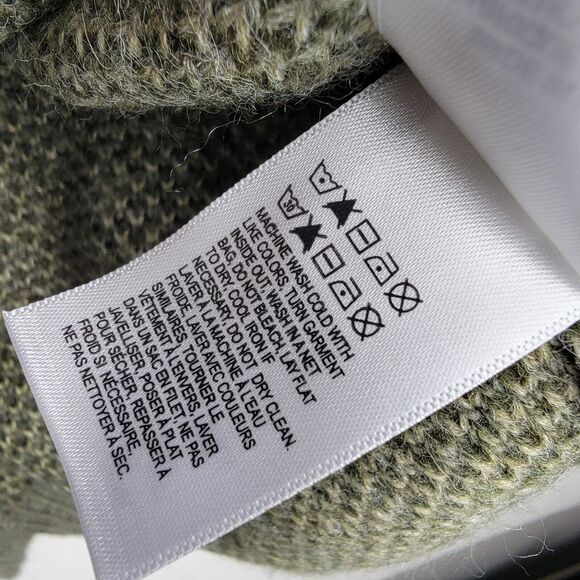 30
MACHINE WASH COLD WITH
LIKE COLORS. TURN GARMENT
INSIDE OUT. WASH IN A NET
BAG. DO NOT BLEACH. LAY FLAT
TO DRY. COOL IRON IF
NECESSARY. DO NOT DRY CLEAN.
LAVER À LA MACHINE À L'EAU
FROIDE, LAVER AVEC COULEURS
SIMILAIRES. TOURNER LE
VÊTEMENT À L'ENVERS. LAVER
DANS UN SAC EN FILET. NE PAS
JAVELLISER. POSER À PLAT
POUR SÉCHER. REPASSER À
FROID SI NÉCESSAIRE.
NE PAS NETTOYER À SEC.